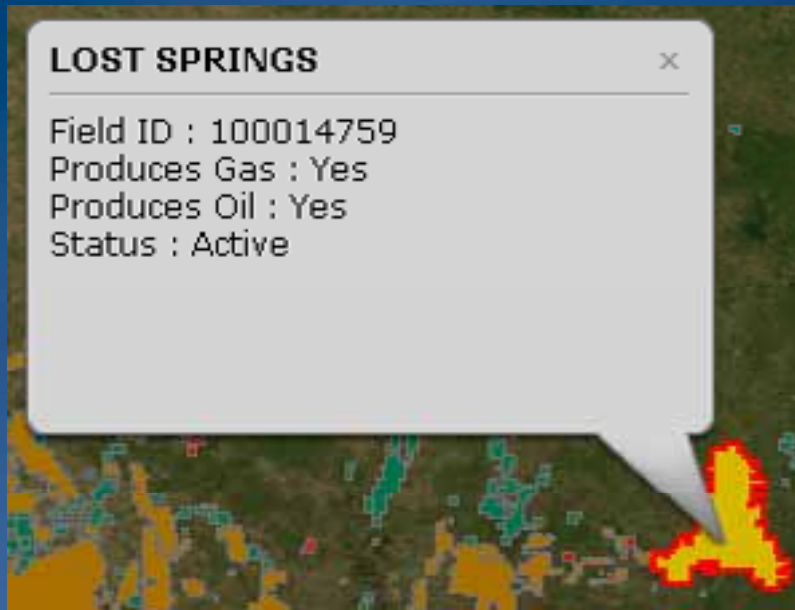 LOST SPRINGS
×
Field ID : 100014759
Produces Gas : Yes
Produces Oil : Yes
Status : Active